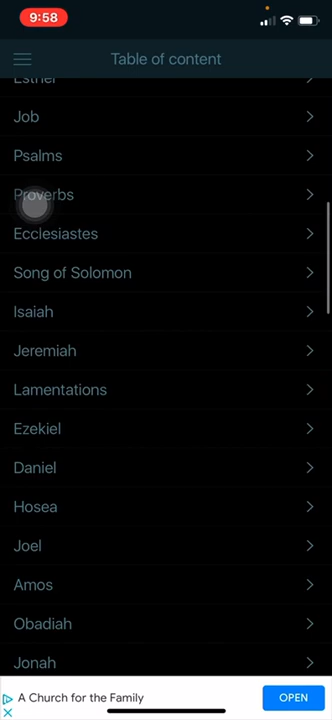 9:58
Table of content
Esther
Job
Psalms
Proverbs
Ecclesiastes
Song of Solomon
Isaiah
Jeremiah
Lamentations
Ezekiel
Daniel
Hosea
Joel
Amos
Obadiah
Jonah
A Church for the Family
OPEN